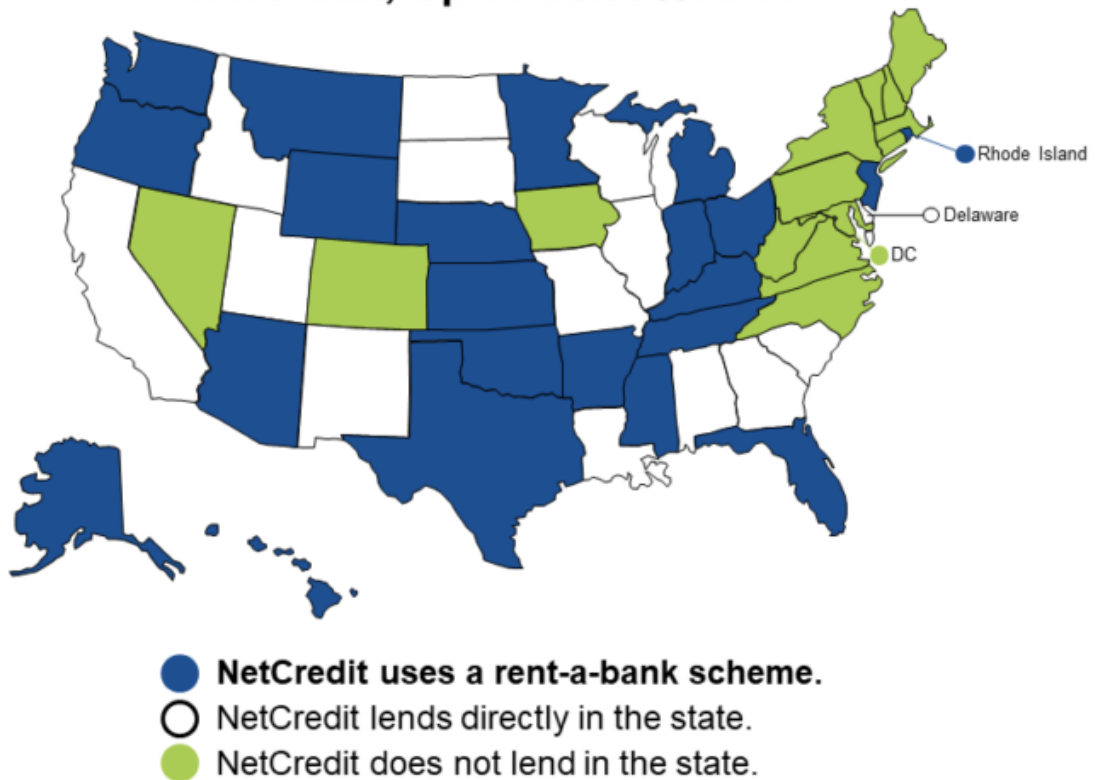 Rhode Island
Delaware
DC
NetCredit uses a rent-a-bank scheme.
NetCredit lends directly in the state.
NetCredit does not lend in the state.